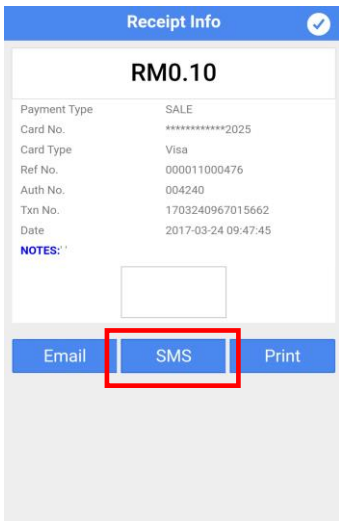 Receipt Info
RM0.10
Payment Type SALE
Card No. ************2025
Card Type Visa
Ref No. 000011000476
Auth No. 004240
Txn No. 1703240967015662
Date 2017-03-24 09:47:45
NOTES:' '
Email SMS Print